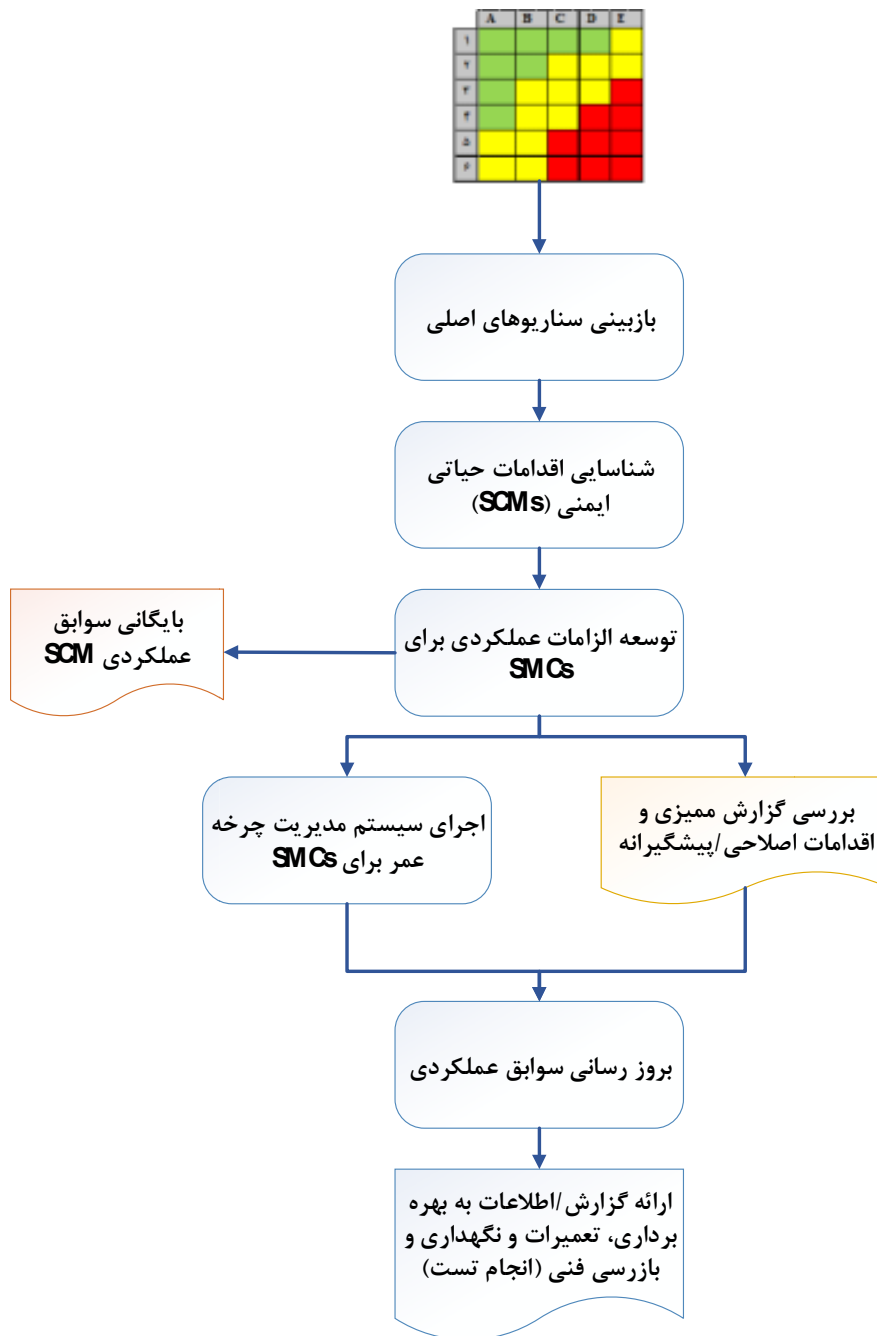 A B C D E
۱
۲
۳
۴
۵
۶
بازبینی سناریوهای اصلی
شناسایی اقدامات حیاتی
ایمنی (SCMs)
توسعه الزامات عملکردی برای
SMCs
بایگانی سوابق
عملکردی SCM
اجرای سیستم مدیریت چرخه
عمر برای SMCs
بررسی گزارش ممیزی و
اقدامات اصلاحی/پیشگیرانه
بروز رسانی سوابق عملکردی
ارائه گزارش/اطلاعات به بهره
برداری، تعمیرات و نگهداری و
بازرسی فنی (انجام تست)